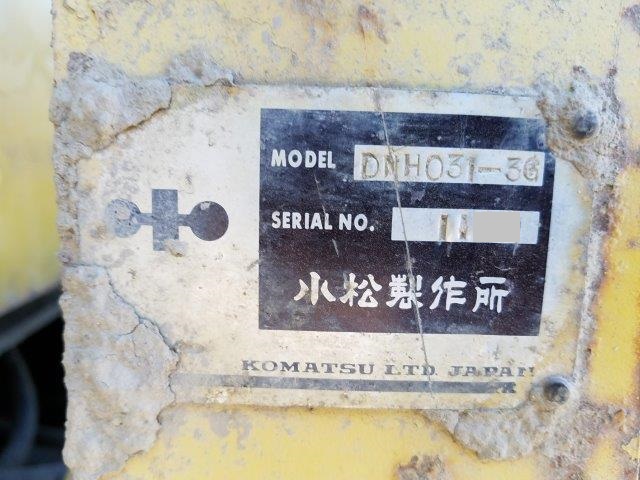 MODEL DNH031-3G
SERIAL NO.
小松製作所
KOMATSU LTD. JAPAN